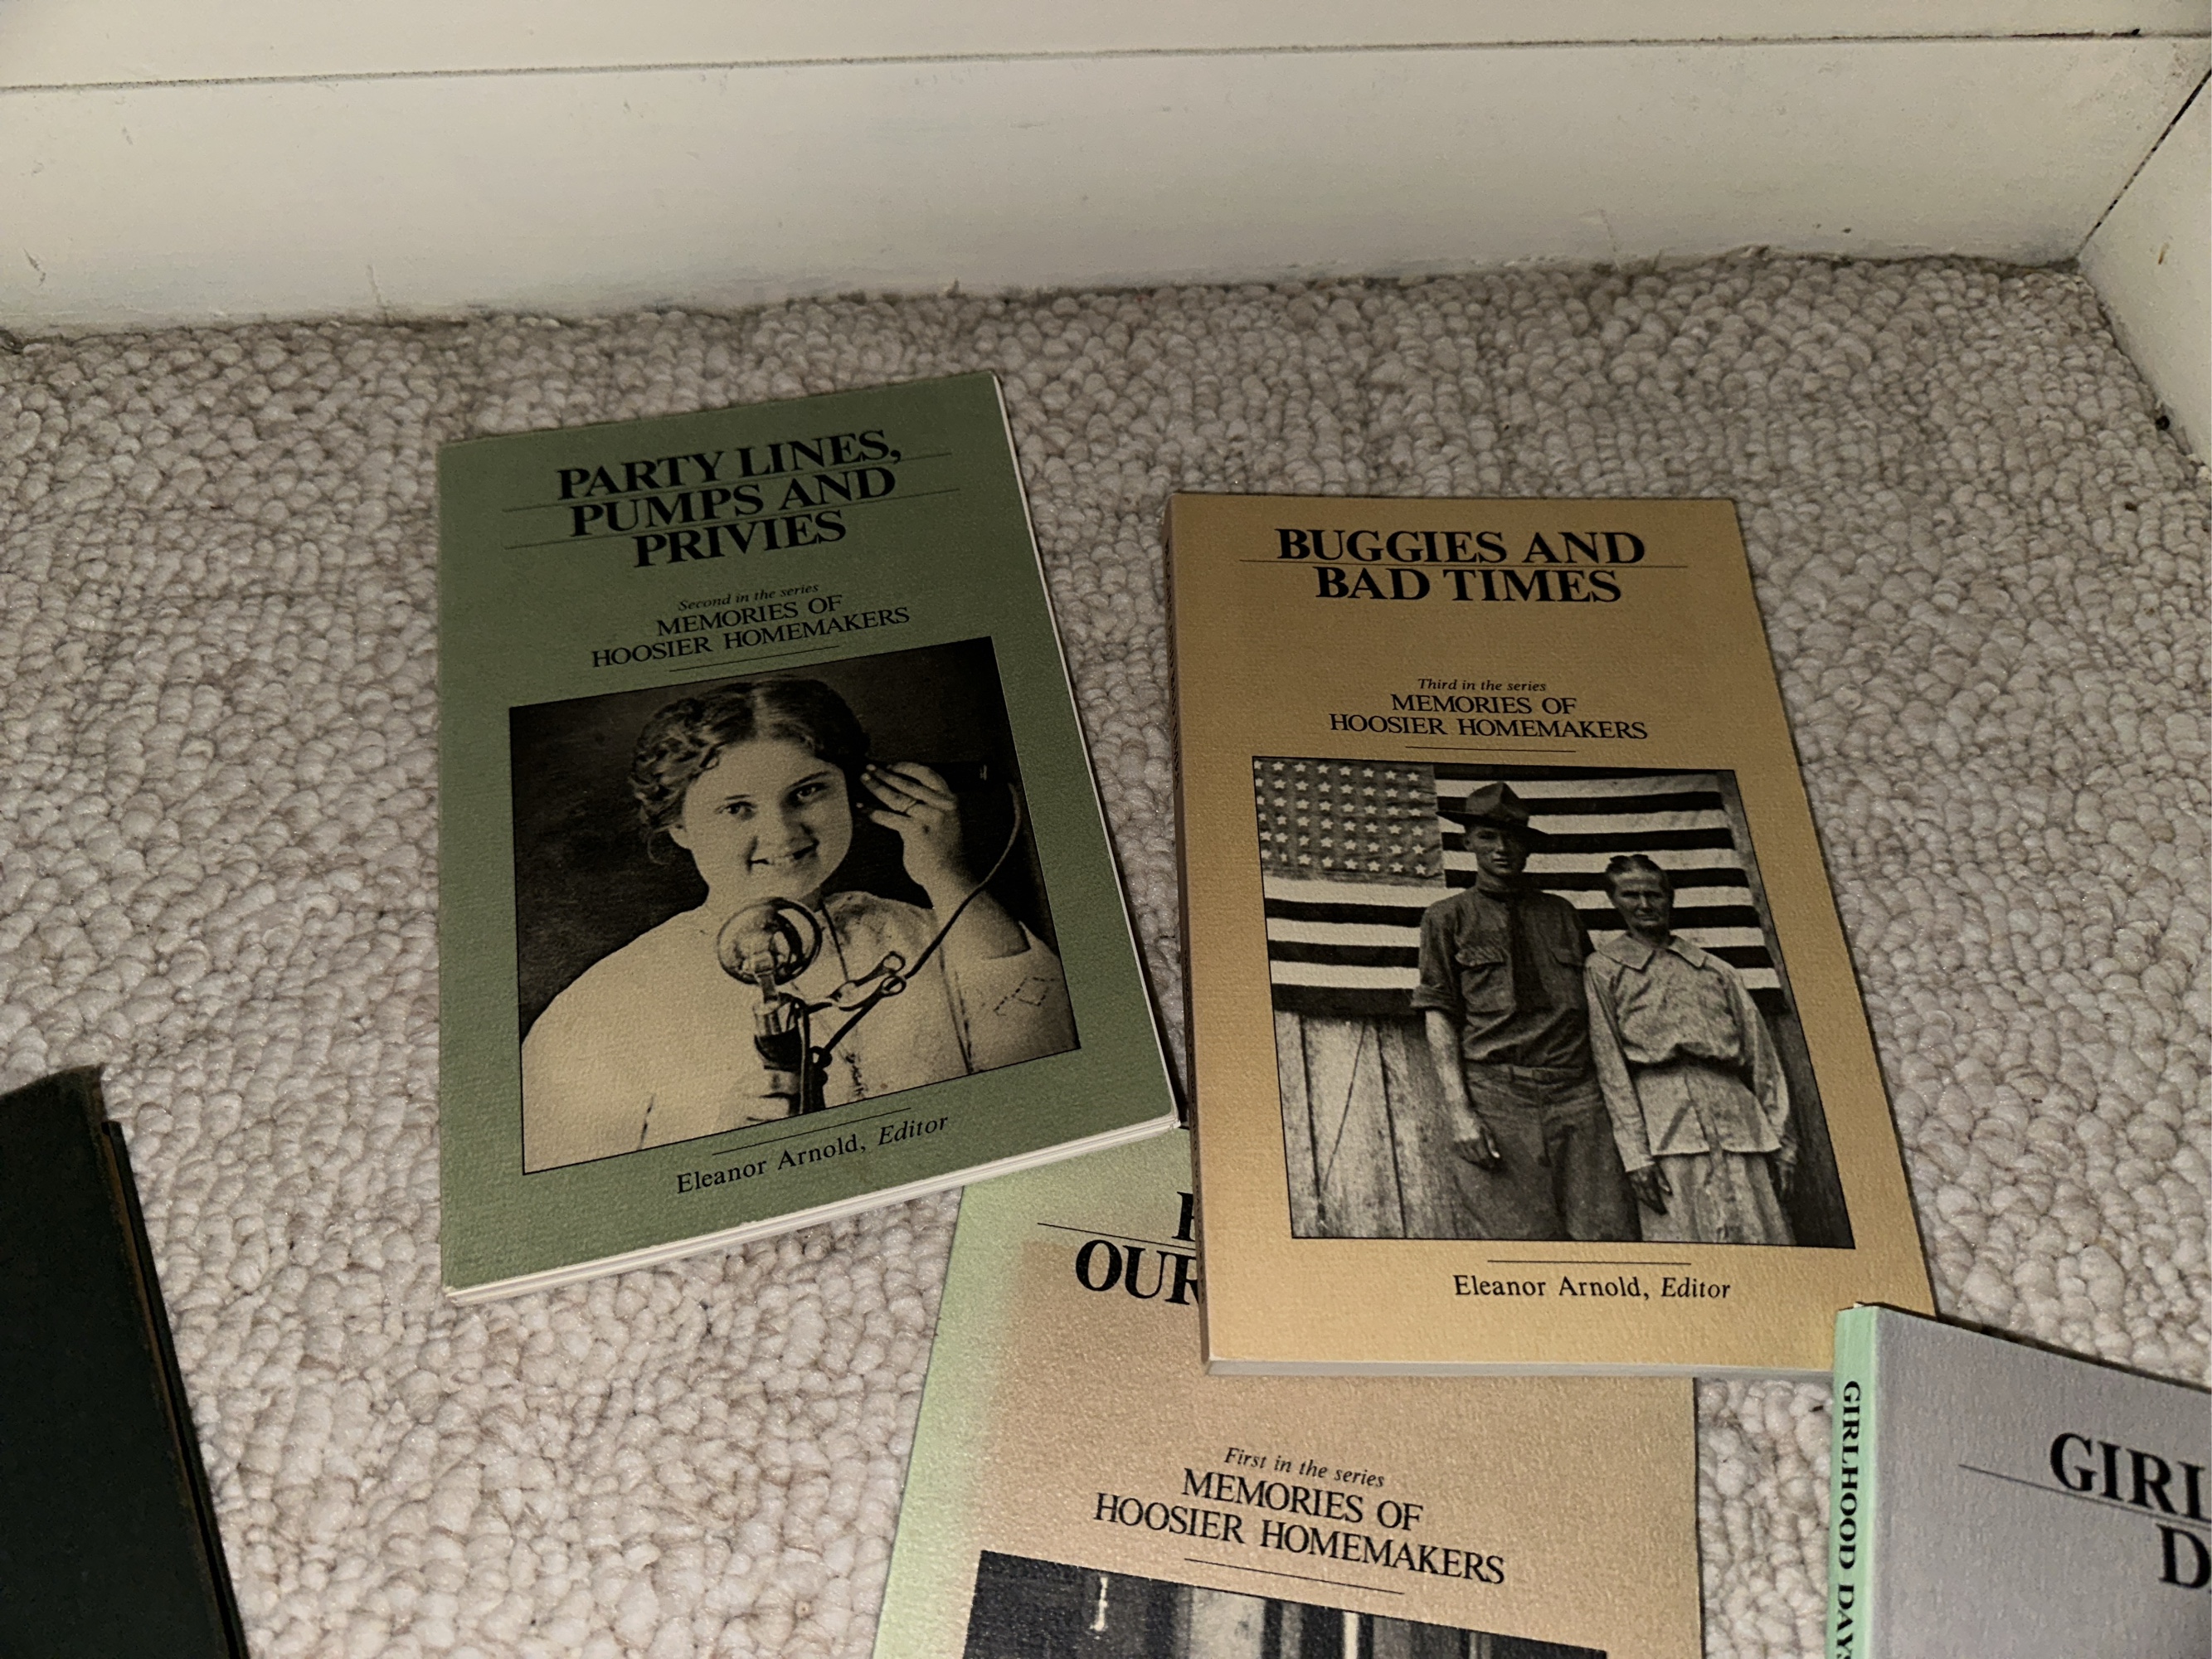 PARTY LINES,
PUMPS AND
PRIVIES
Second in the series
MEMORIES OF
HOOSIER HOMEMAKERS
Eleanor Arnold, Editor
BUGGIES AND
BAD TIMES
Third in the series
MEMORIES OF
HOOSIER HOMEMAKERS
Eleanor Arnold, Editor
OUR
First in the series
MEMORIES OF
HOOSIER HOMEMAKERS
GIRLHOOD DAYS
GIRL
D